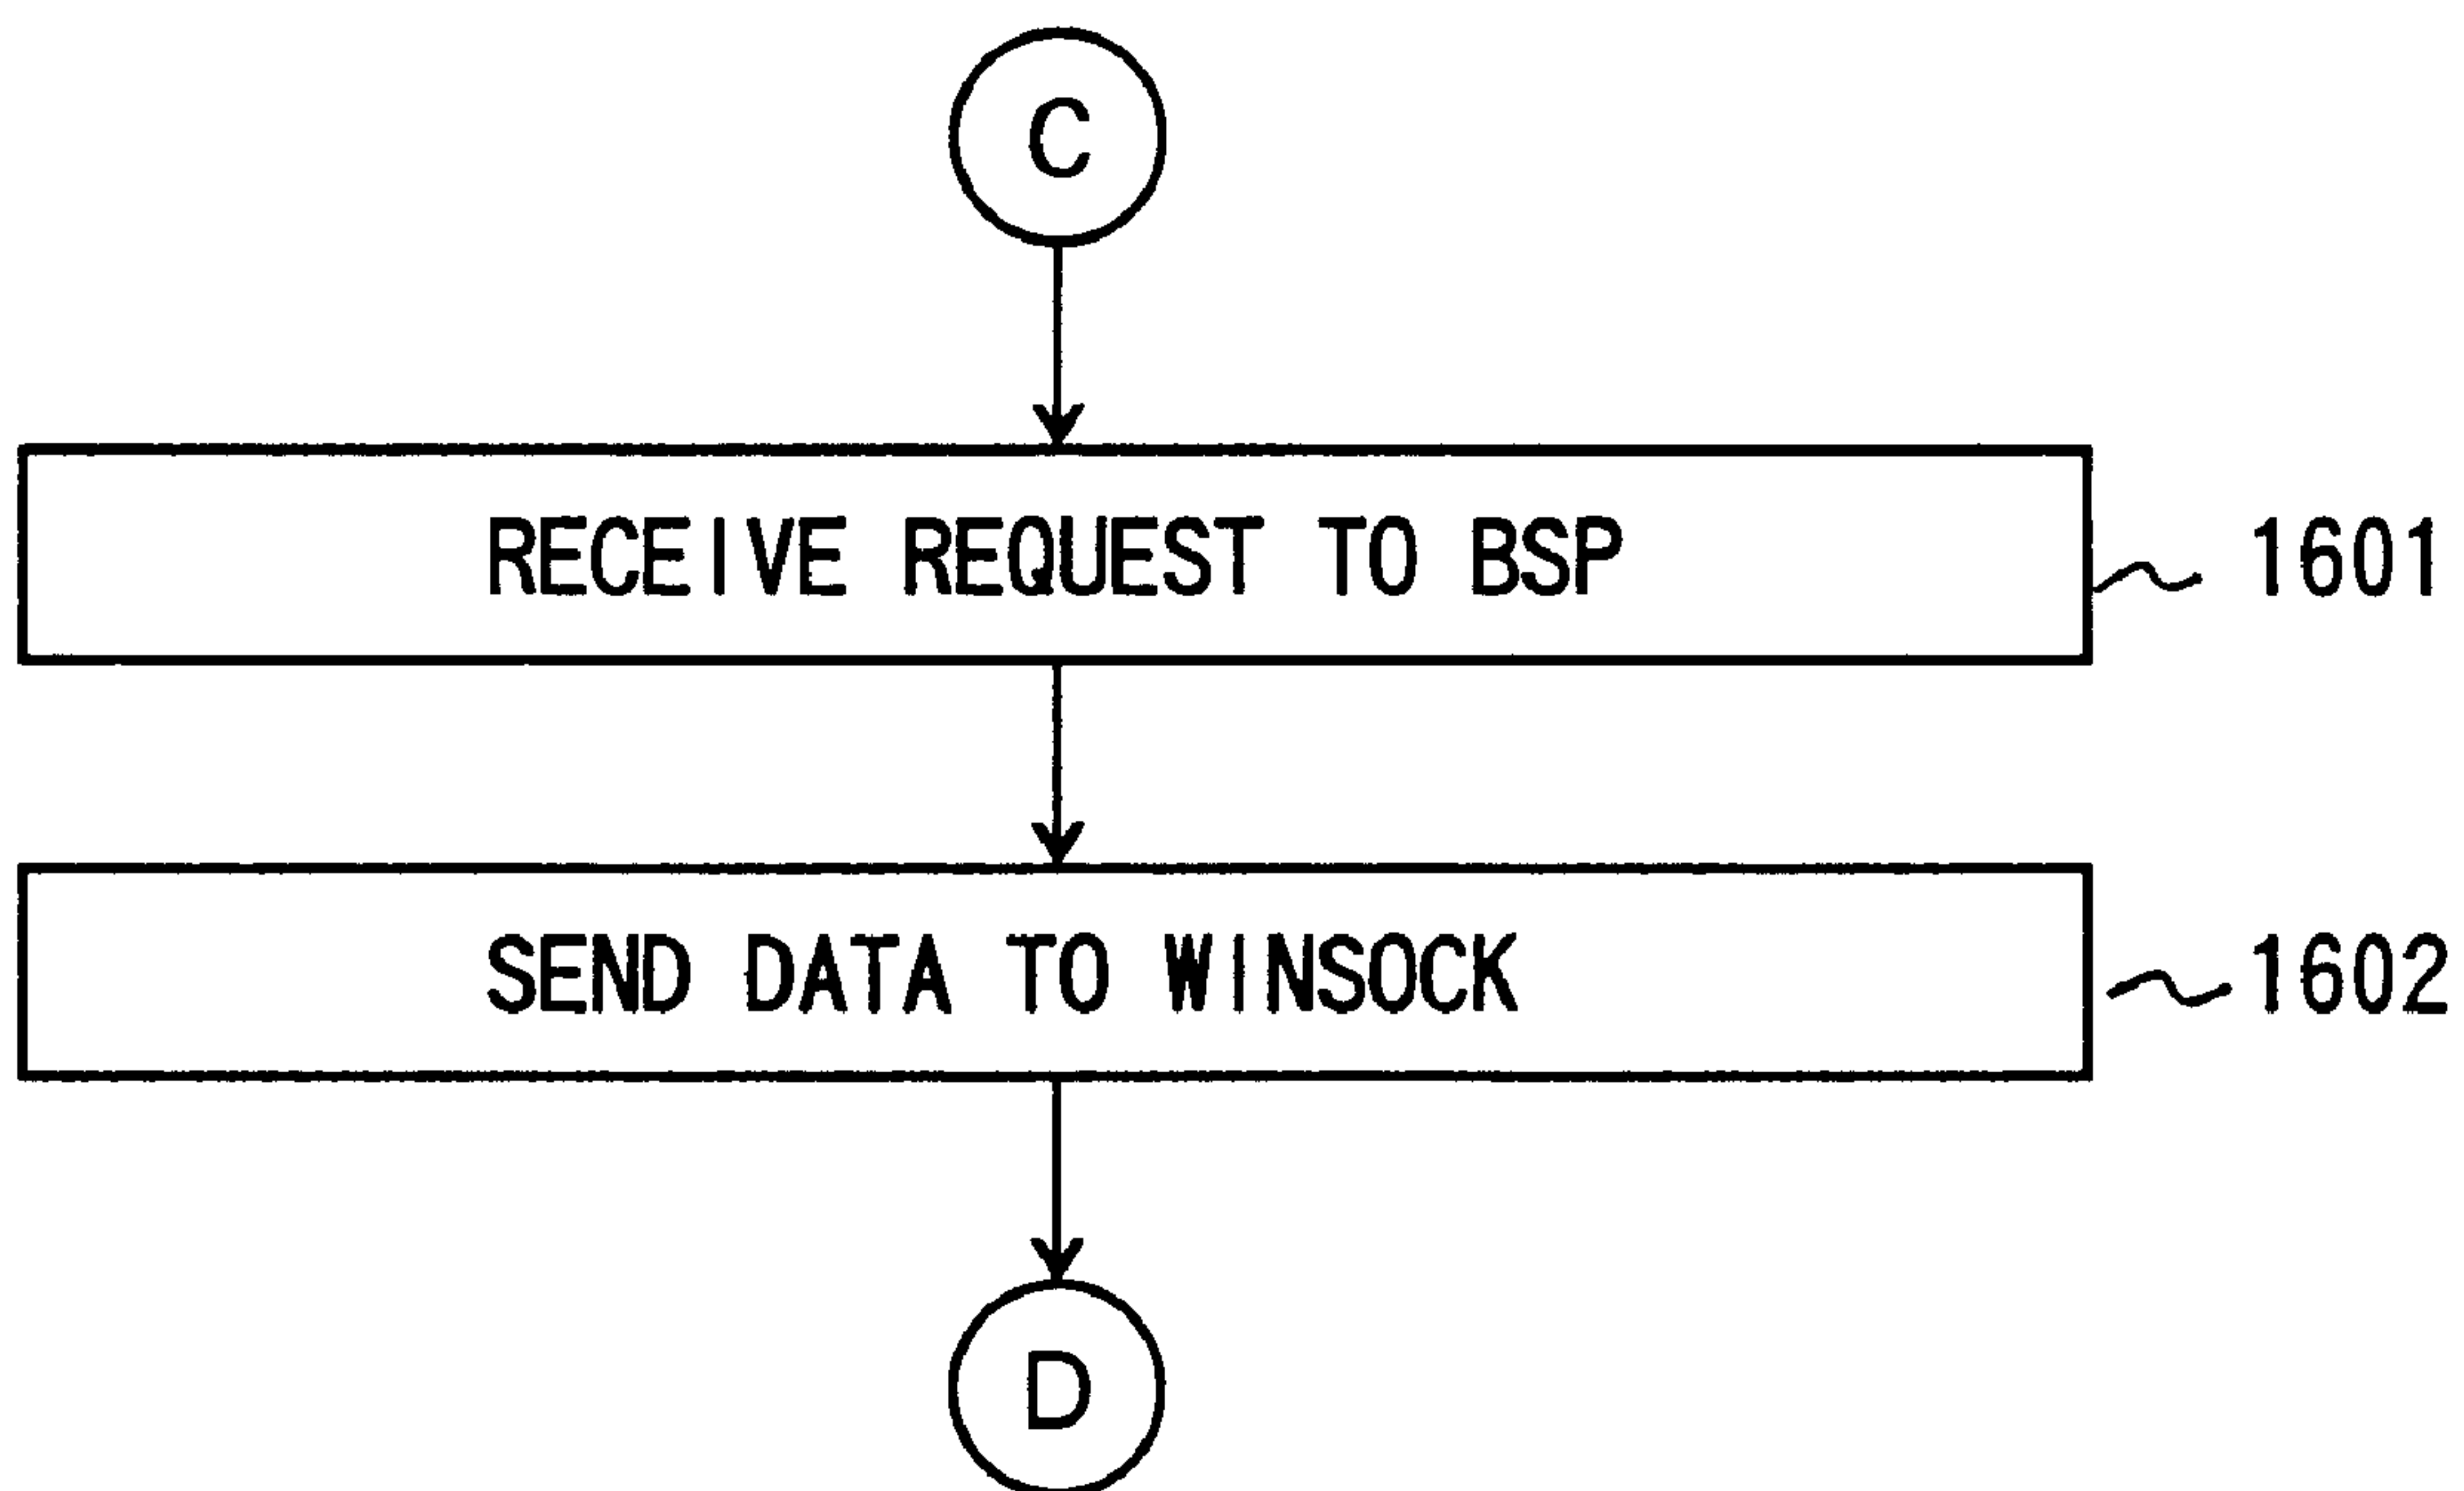 C
RECEIVE REQUEST TO BSP
1601
SEND DATA TO WINSOCK
1602
D